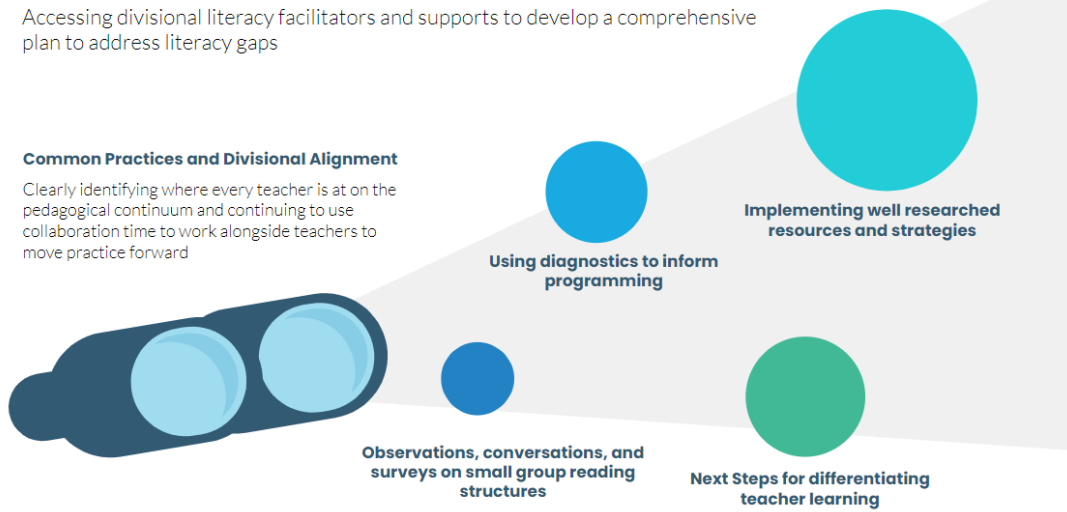 Accessing divisional literacy facilitators and supports to develop a comprehensive
plan to address literacy gaps
Common Practices and Divisional Alignment
Clearly identifying where every teacher is at on the
pedagogical continuum and continuing to use
collaboration time to work alongside teachers to
move practice forward
Implementing well researched
resources and strategies
Using diagnostics to inform
programming
Observations, conversations, and
surveys on small group reading
structures
Next Steps for differentiating
teacher learning